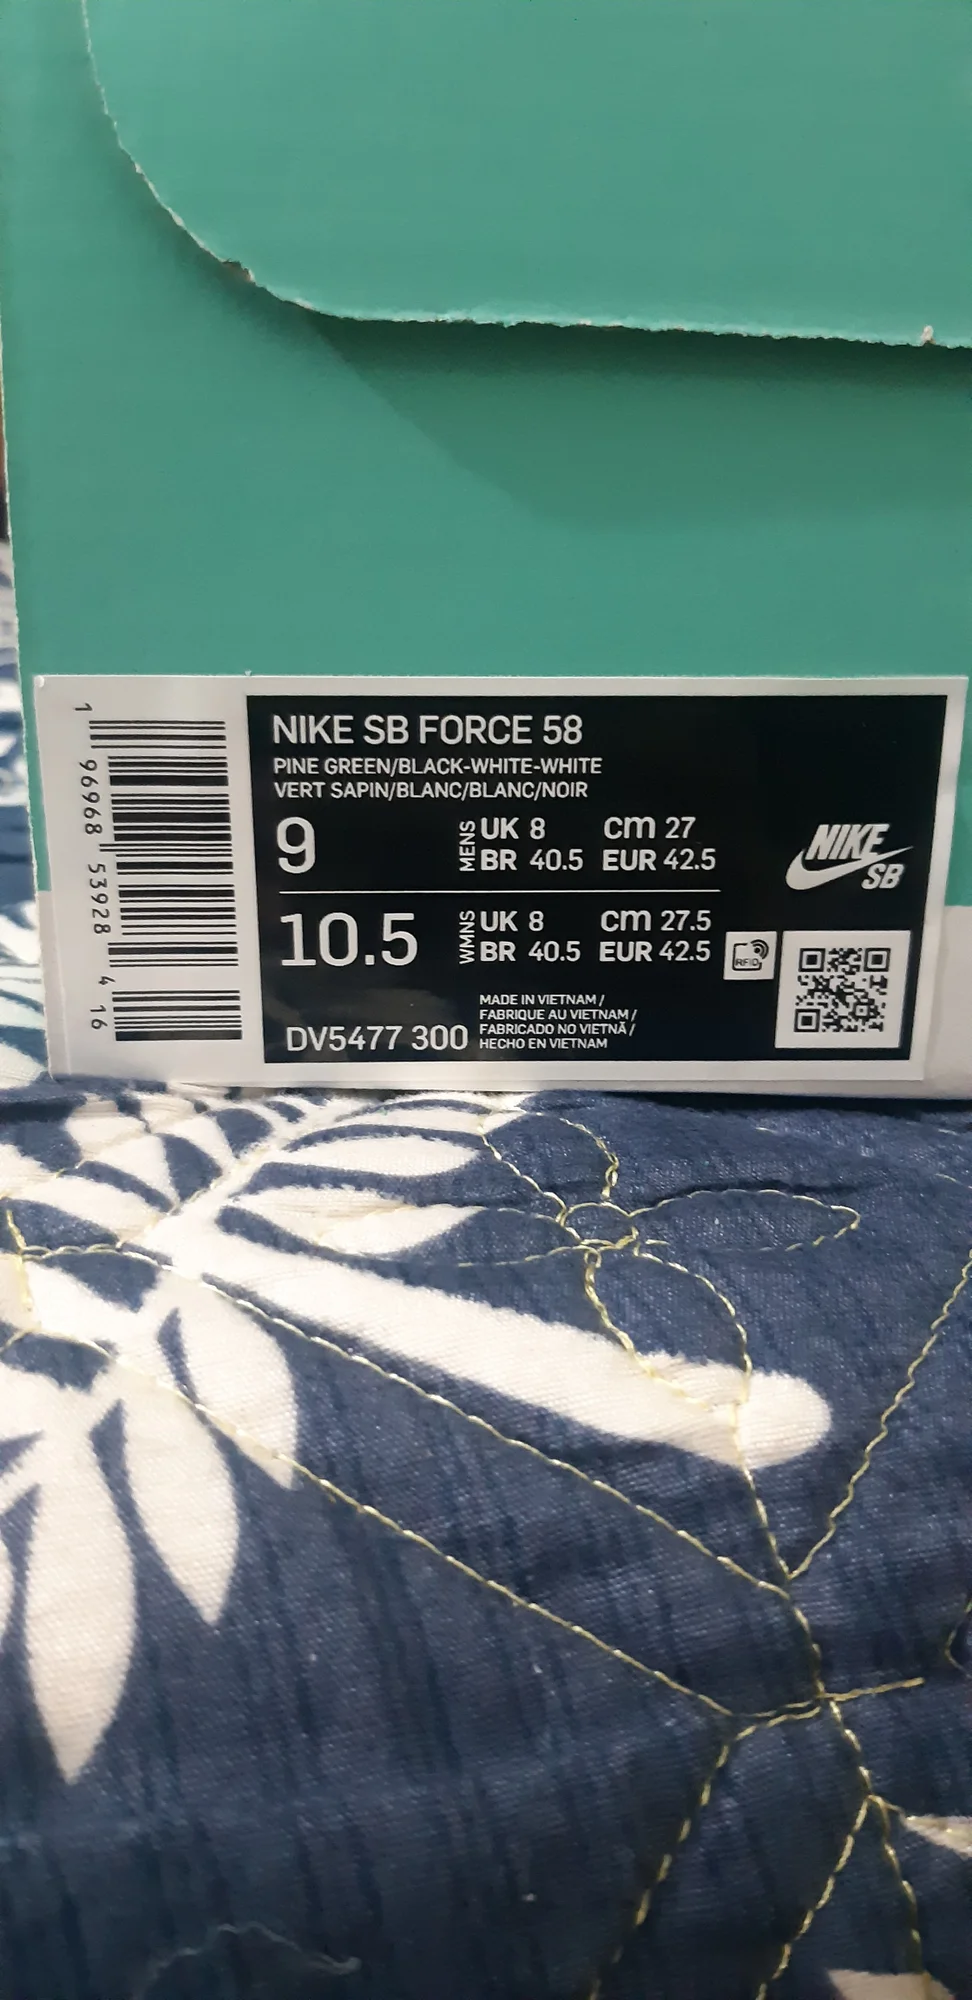 1 96968 53928 4 16
NIKE SB FORCE 58
PINE GREEN/BLACK-WHITE-WHITE
VERT SAPIN/BLANC/BLANC/NOIR
9 MENS UK 8 cm 27
BR 40.5 EUR 42.5
10.5 WMNS UK 8 cm 27.5
BR 40.5 EUR 42.5
NIKE
SB
RFID
DV5477 300
MADE IN VIETNAM /
FABRIQUE AU VIETNAM /
FABRICADO NO VIETNÃ /
HECHO EN VIETNAM